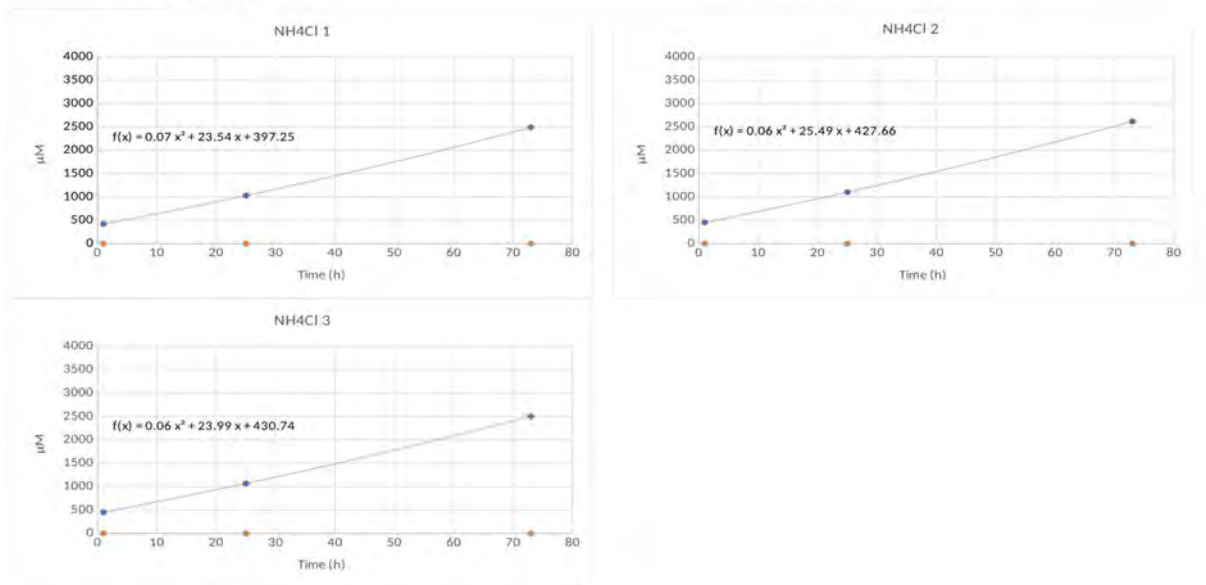 NH4Cl 1
4000
3500
3000
2500
2000
1500
1000
500
0
f(x) = 0.07 x² + 23.54 x + 397.25
µM
0 10 20 30 40 50 60 70 80
Time (h)
NH4Cl 2
4000
3500
3000
2500
2000
1500
1000
500
0
f(x) = 0.06 x² + 25.49 x + 427.66
µM
0 10 20 30 40 50 60 70 80
Time (h)
NH4Cl 3
4000
3500
3000
2500
2000
1500
1000
500
0
f(x) = 0.06 x² + 23.99 x + 430.74
µM
0 10 20 30 40 50 60 70 80
Time (h)